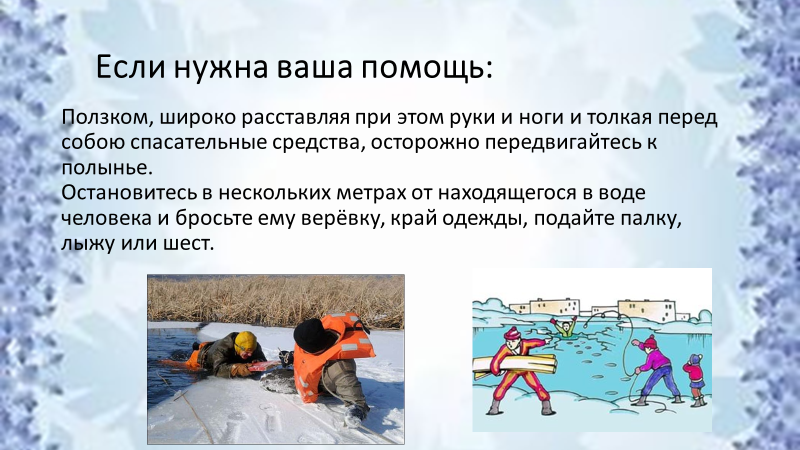 Если нужна ваша помощь:
Ползком, широко расставляя при этом руки и ноги и толкая перед
собою спасательные средства, осторожно передвигайтесь к
полынье.
Остановитесь в нескольких метрах от находящегося в воде
человека и бросьте ему верёвку, край одежды, подайте палку,
лыжу или шест.